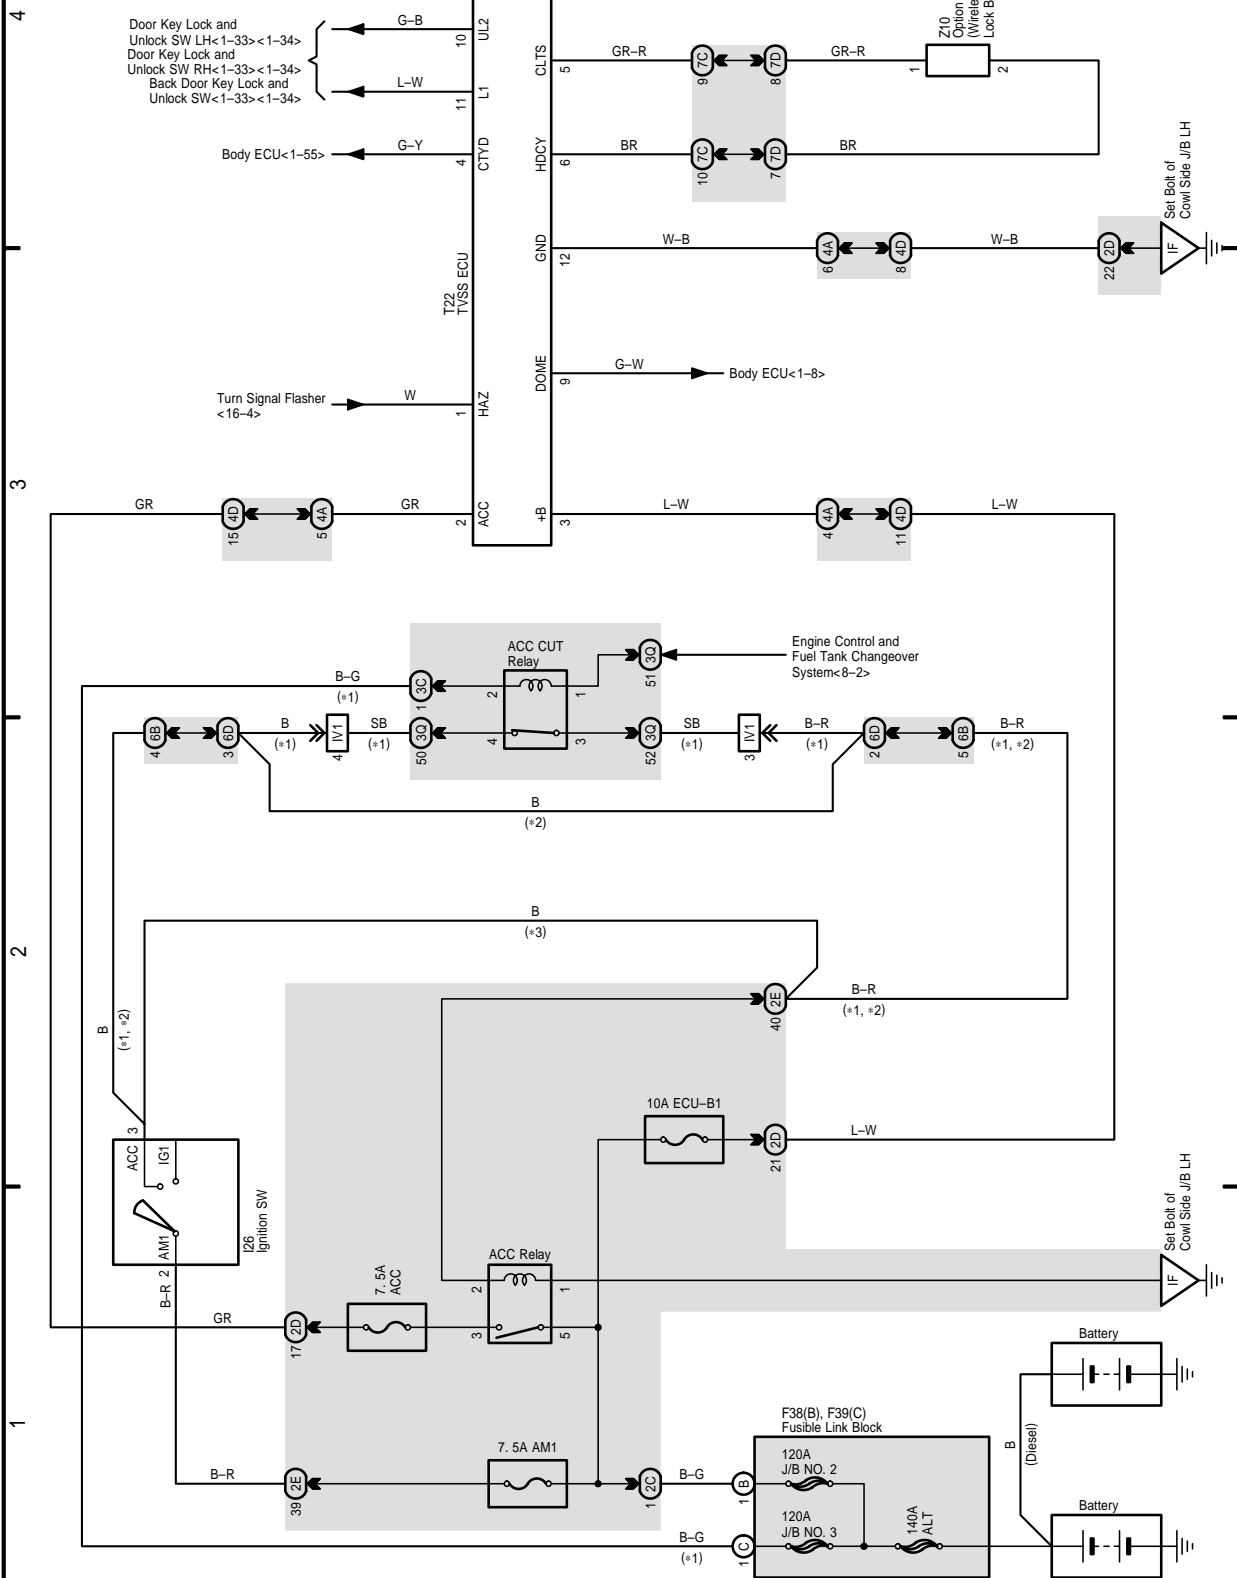 4
Door Key Lock and
Unlock SW LH<1–33><1–34>
Door Key Lock and
Unlock SW RH<1–33><1–34>
Back Door Key Lock and
Unlock SW<1–33><1–34>
G–B
10
UL2
L–W
11
L1
Body ECU<1–55>
G–Y
4
CTYD
CLTS
5
GR–R
9
7C
7D
8
GR–R
1
2
Z10
Option
(Wirele
Lock B
HDCY
6
BR
10
7C
7D
7
BR
GND
12
W–B
6
4A
4D
8
W–B
22
2D
IF
Set Bolt of
Cowl Side J/B LH
T22
TVSS ECU
DOME
9
G–W
Body ECU<1–8>
Turn Signal Flasher
<16–4>
W
1
HAZ
3
GR
15
4D
4A
5
GR
2
ACC
+B
3
L–W
4
4A
4D
11
L–W
ACC CUT
Relay
Engine Control and
Fuel Tank Changeover
System<8–2>
B–G
(*1)
1
3C
2
1
3Q
51
4
6B
6D
3
B
(*1)
IV1
4
SB
(*1)
3Q
50
4
3
3Q
52
SB
(*1)
IV1
3
B–R
(*1)
6D
2
6B
5
B–R
(*1, *2)
B
(*2)
2
B
(*3)
B
(*1, *2)
2E
40
B–R
(*1, *2)
10A ECU–B1
2D
21
L–W
3
ACC
IG1
AM1
2
B–R
I26
Ignition SW
Set Bolt of
Cowl Side J/B LH
IF
ACC Relay
2
1
3
5
7. 5A
ACC
GR
2D
17
1
Battery
B
(Diesel)
F38(B), F39(C)
Fusible Link Block
7. 5A AM1
B–R
2E
39
2C
1
B–G
B
1
120A
J/B NO. 2
Battery
B–G
(*1)
C
1
120A
J/B NO. 3
140A
ALT